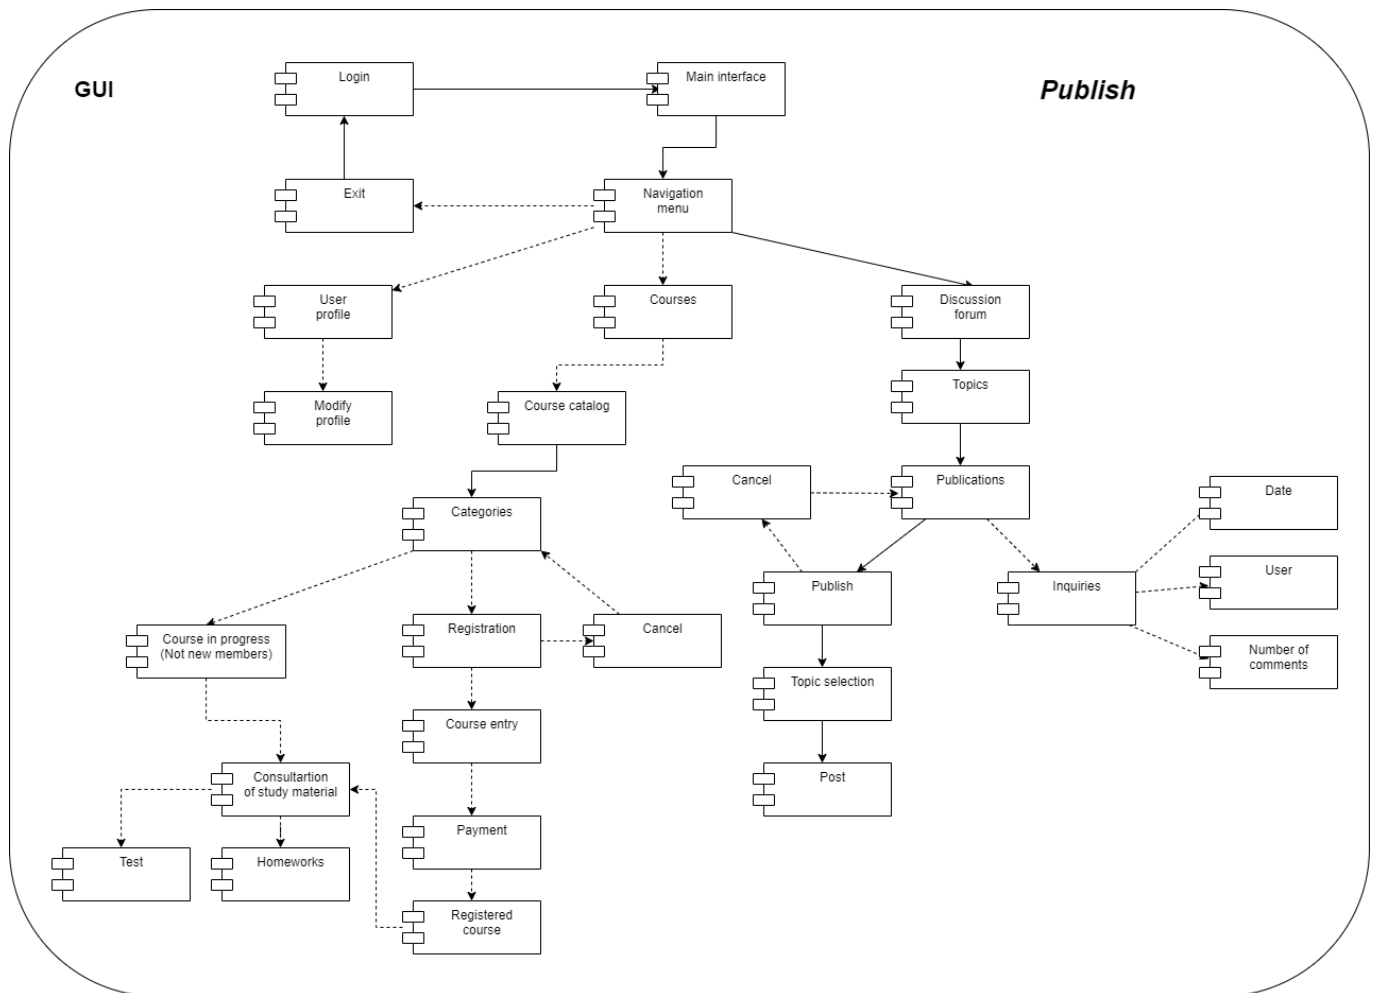 GUI
Publish
Login
Main interface
Exit
Navigation
menu
User
profile
Courses
Discussion
forum
Modify
profile
Course catalog
Topics
Cancel
Publications
Date
Categories
Publish
Inquiries
User
Course in progress
(Not new members)
Registration
Cancel
Topic selection
Number of
comments
Course entry
Consultartion
of study material
Post
Test
Homeworks
Payment
Registered
course